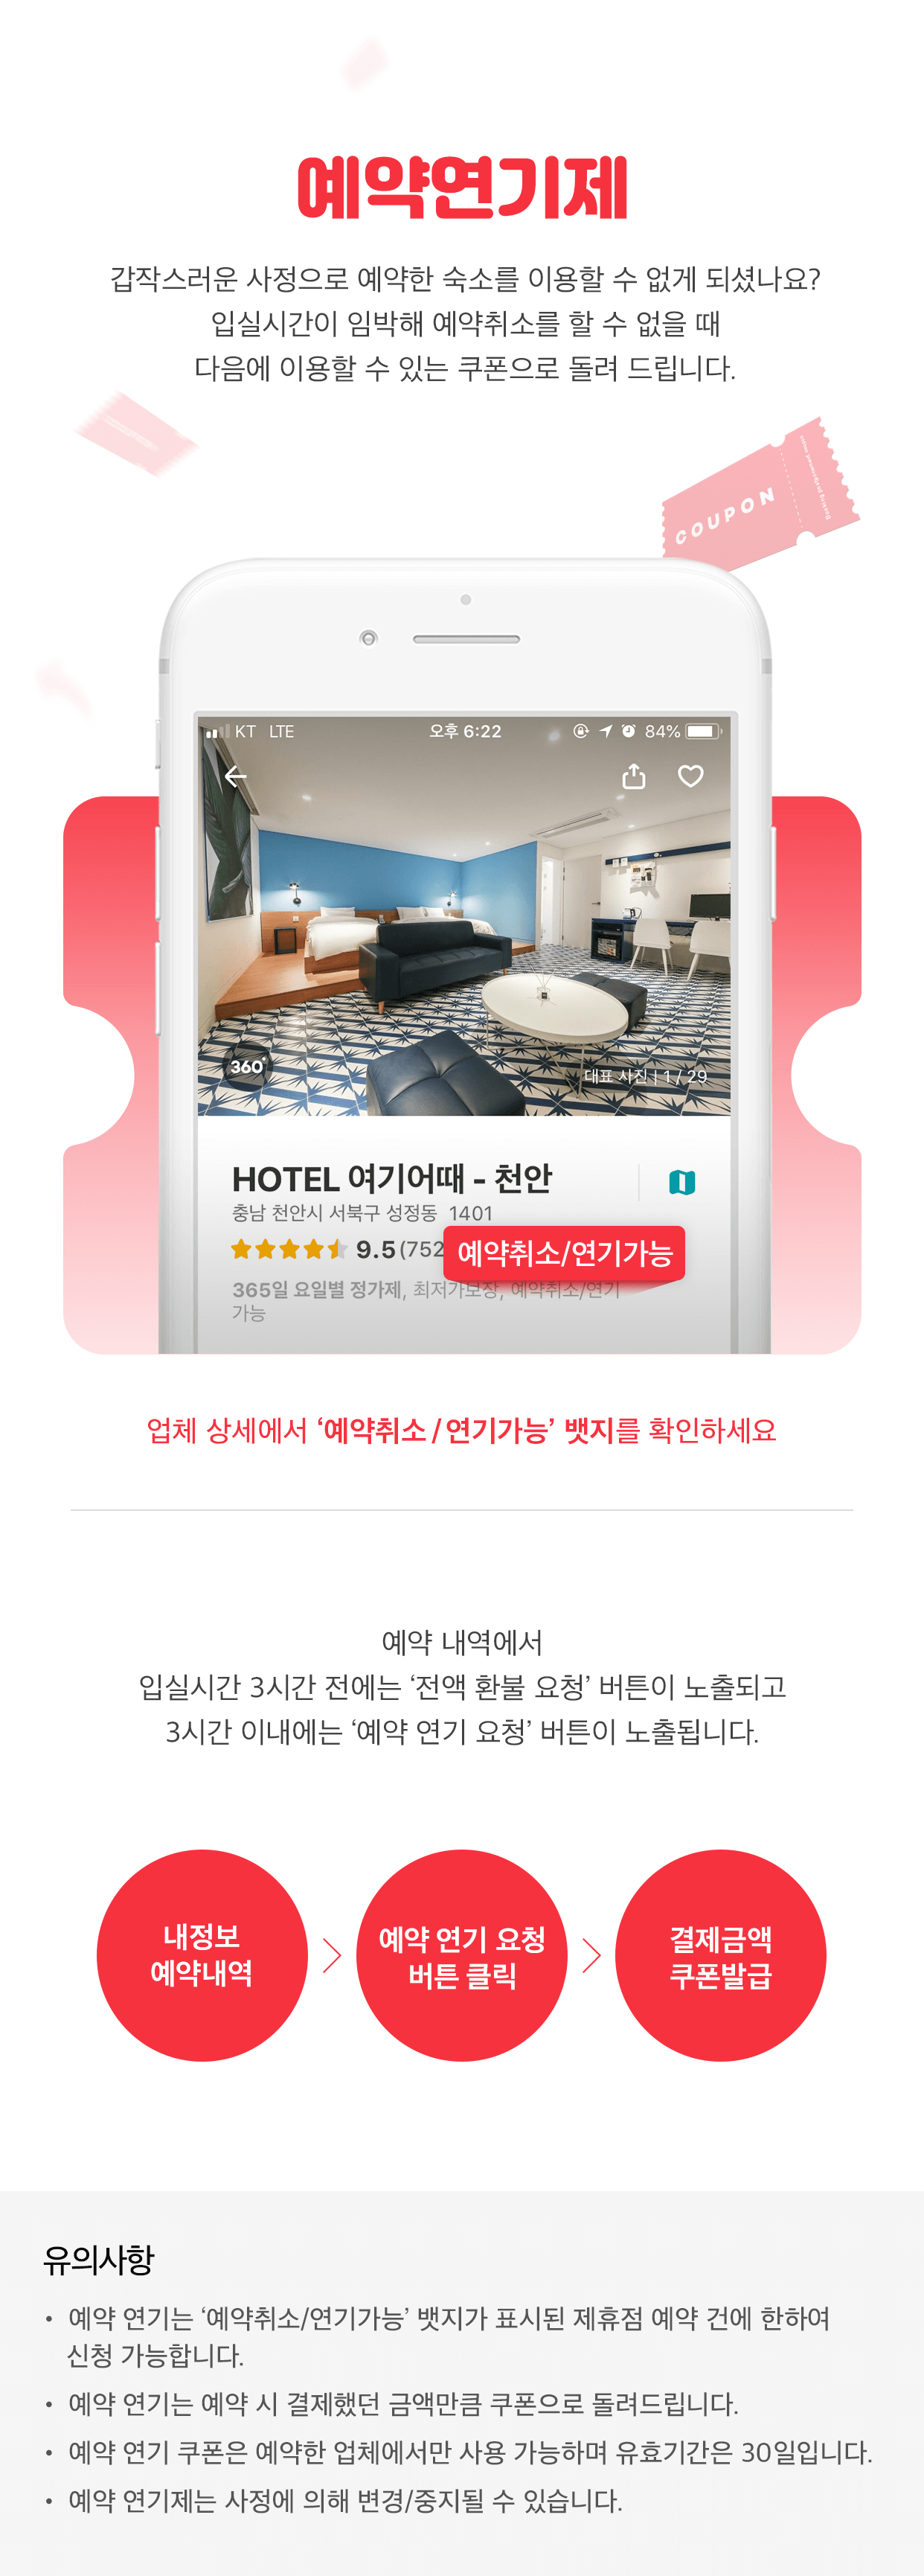 예약연기제
갑작스러운 사정으로 예약한 숙소를 이용할 수 없게 되셨나요?
입실시간이 임박해 예약취소를 할 수 없을 때
다음에 이용할 수 있는 쿠폰으로 돌려 드립니다.
COUPON
KT LTE 오후 6:22 84%
360°
대표 사진 | 1 / 29
HOTEL 여기어때 - 천안
충남 천안시 서북구 성정동 1401
9.5 (752
예약취소/연기가능
365일 요일별 정가제, 최저가보장, 예약취소/연기
가능
업체 상세에서 ‘예약취소 / 연기가능’ 뱃지를 확인하세요
예약 내역에서
입실시간 3시간 전에는 ‘전액 환불 요청’ 버튼이 노출되고
3시간 이내에는 ‘예약 연기 요청’ 버튼이 노출됩니다.
내정보
예약내역
예약 연기 요청
버튼 클릭
결제금액
쿠폰발급
유의사항
• 예약 연기는 ‘예약취소/연기가능’ 뱃지가 표시된 제휴점 예약 건에 한하여
신청 가능합니다.
• 예약 연기는 예약 시 결제했던 금액만큼 쿠폰으로 돌려드립니다.
• 예약 연기 쿠폰은 예약한 업체에서만 사용 가능하며 유효기간은 30일입니다.
• 예약 연기제는 사정에 의해 변경/중지될 수 있습니다.